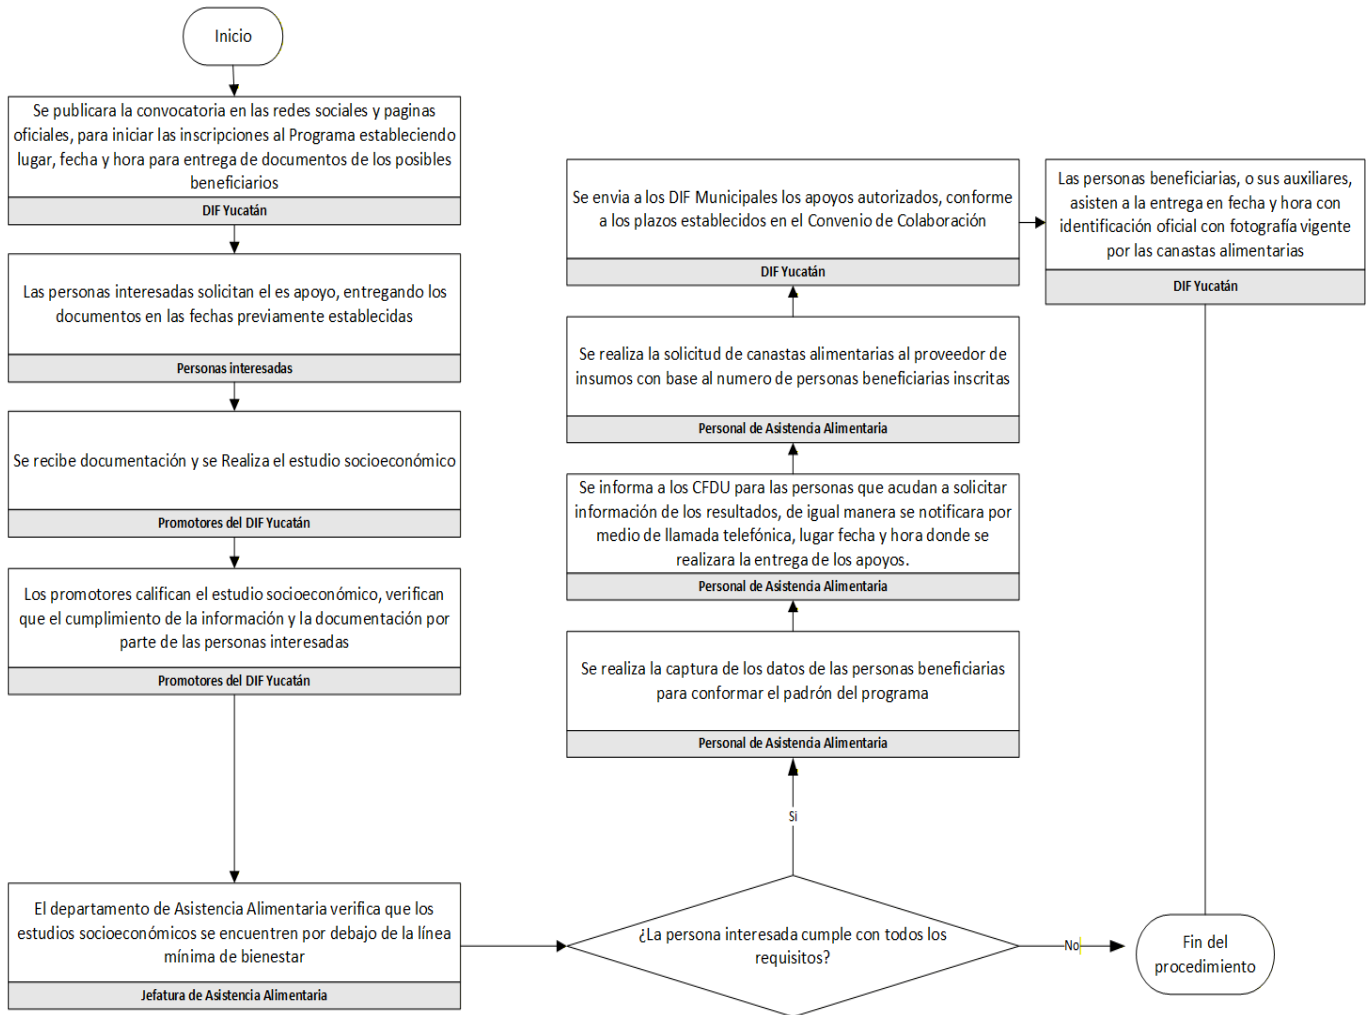 Inicio
Se publicara la convocatoria en las redes sociales y paginas
oficiales, para iniciar las inscripciones al Programa estableciendo
lugar, fecha y hora para entrega de documentos de los posibles
beneficiarios
DIF Yucatán
Las personas interesadas solicitan el es apoyo, entregando los
documentos en las fechas previamente establecidas
Personas interesadas
Se recibe documentación y se Realiza el estudio socioeconómico
Promotores del DIF Yucatán
Los promotores califican el estudio socioeconómico, verifican
que el cumplimiento de la información y la documentación por
parte de las personas interesadas
Promotores del DIF Yucatán
El departamento de Asistencia Alimentaria verifica que los
estudios socioeconómicos se encuentren por debajo de la línea
mínima de bienestar
Jefatura de Asistencia Alimentaria
¿La persona interesada cumple con todos los
requisitos?
Si
No
Se realiza la captura de los datos de las personas beneficiarias
para conformar el padrón del programa
Personal de Asistencia Alimentaria
Se informa a los CFDU para las personas que acudan a solicitar
información de los resultados, de igual manera se notificara por
medio de llamada telefónica, lugar fecha y hora donde se
realizara la entrega de los apoyos.
Personal de Asistencia Alimentaria
Se realiza la solicitud de canastas alimentarias al proveedor de
insumos con base al numero de personas beneficiarias inscritas
Personal de Asistencia Alimentaria
Se envia a los DIF Municipales los apoyos autorizados, conforme
a los plazos establecidos en el Convenio de Colaboración
DIF Yucatán
Las personas beneficiarias, o sus auxiliares,
asisten a la entrega en fecha y hora con
identificación oficial con fotografía vigente
por las canastas alimentarias
DIF Yucatán
Fin del
procedimiento